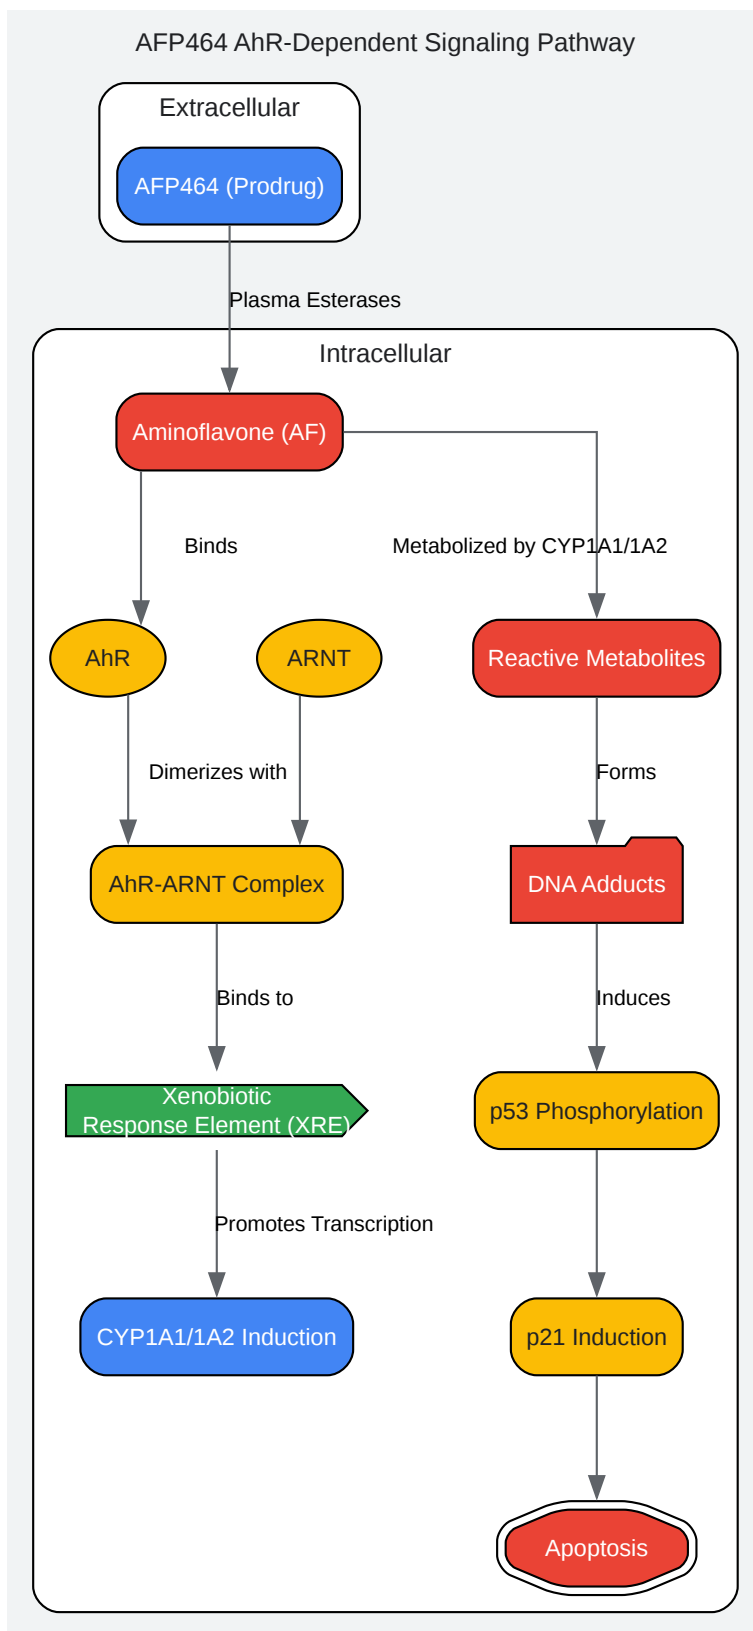 AFP464 AhR-Dependent Signaling Pathway
Extracellular
AFP464 (Prodrug)
Plasma Esterases
Intracellular
Aminoflavone (AF)
Binds
Metabolized by CYP1A1/1A2
AhR
ARNT
Reactive Metabolites
Dimerizes with
Forms
AhR-ARNT Complex
DNA Adducts
Binds to
Induces
Xenobiotic
Response Element (XRE)
p53 Phosphorylation
Promotes Transcription
CYP1A1/1A2 Induction
p21 Induction
Apoptosis